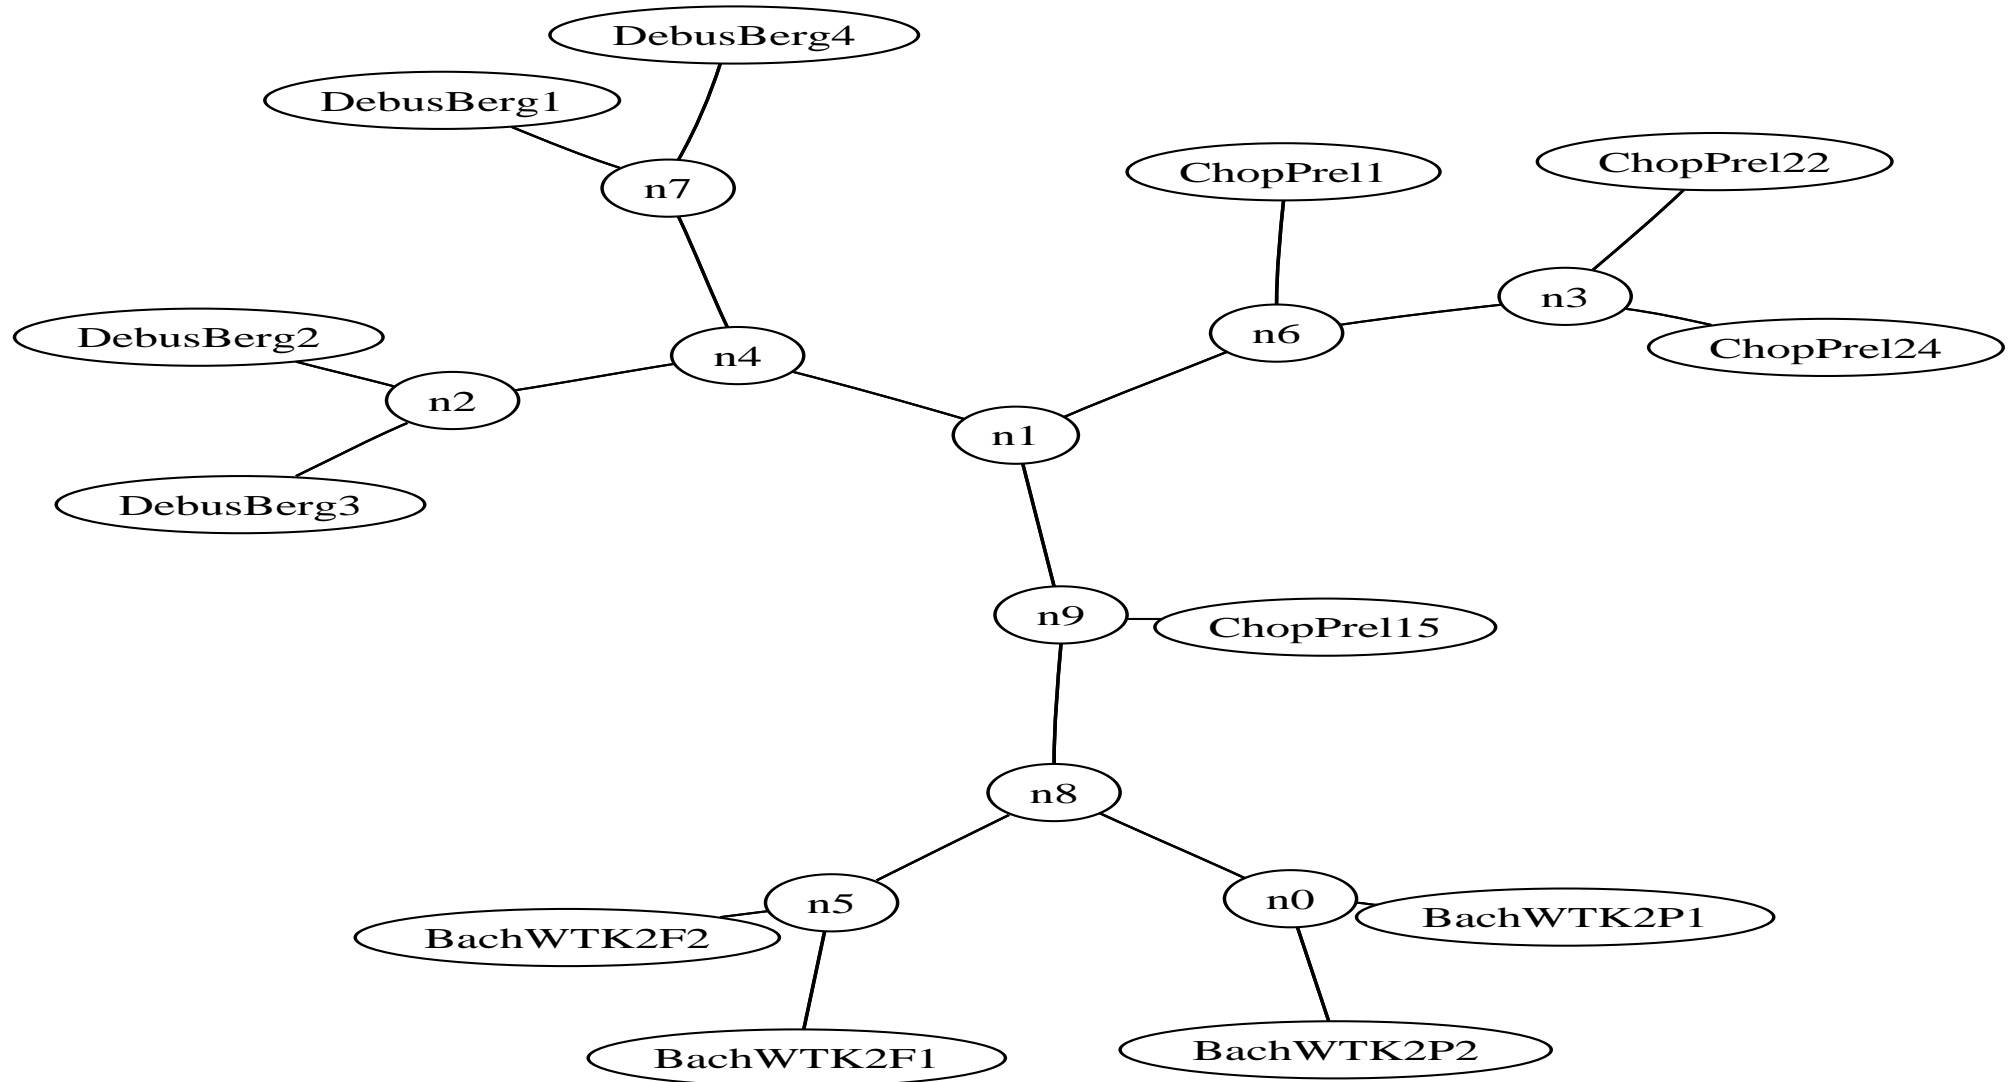 DebusBerg4
DebusBerg1
n7
ChopPrel1
ChopPrel22
n3
n6
ChopPrel24
DebusBerg2
n4
n2
n1
DebusBerg3
n9
ChopPrel15
n8
n5
n0
BachWTK2P1
BachWTK2F2
BachWTK2F1
BachWTK2P2